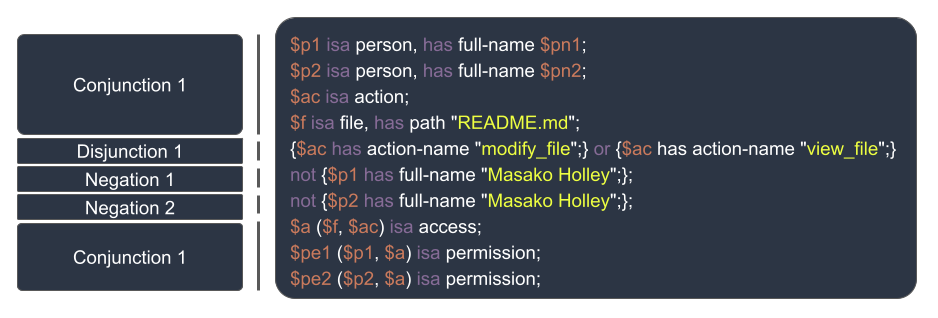 Conjunction 1
Disjunction 1
Negation 1
Negation 2
Conjunction 1
$p1 isa person, has full-name $pn1;
$p2 isa person, has full-name $pn2;
$ac isa action;
$f isa file, has path "README.md";
{$ac has action-name "modify_file";} or {$ac has action-name "view_file";}
not {$p1 has full-name "Masako Holley";};
not {$p2 has full-name "Masako Holley";};
$a ($f, $ac) isa access;
$pe1 ($p1, $a) isa permission;
$pe2 ($p2, $a) isa permission;